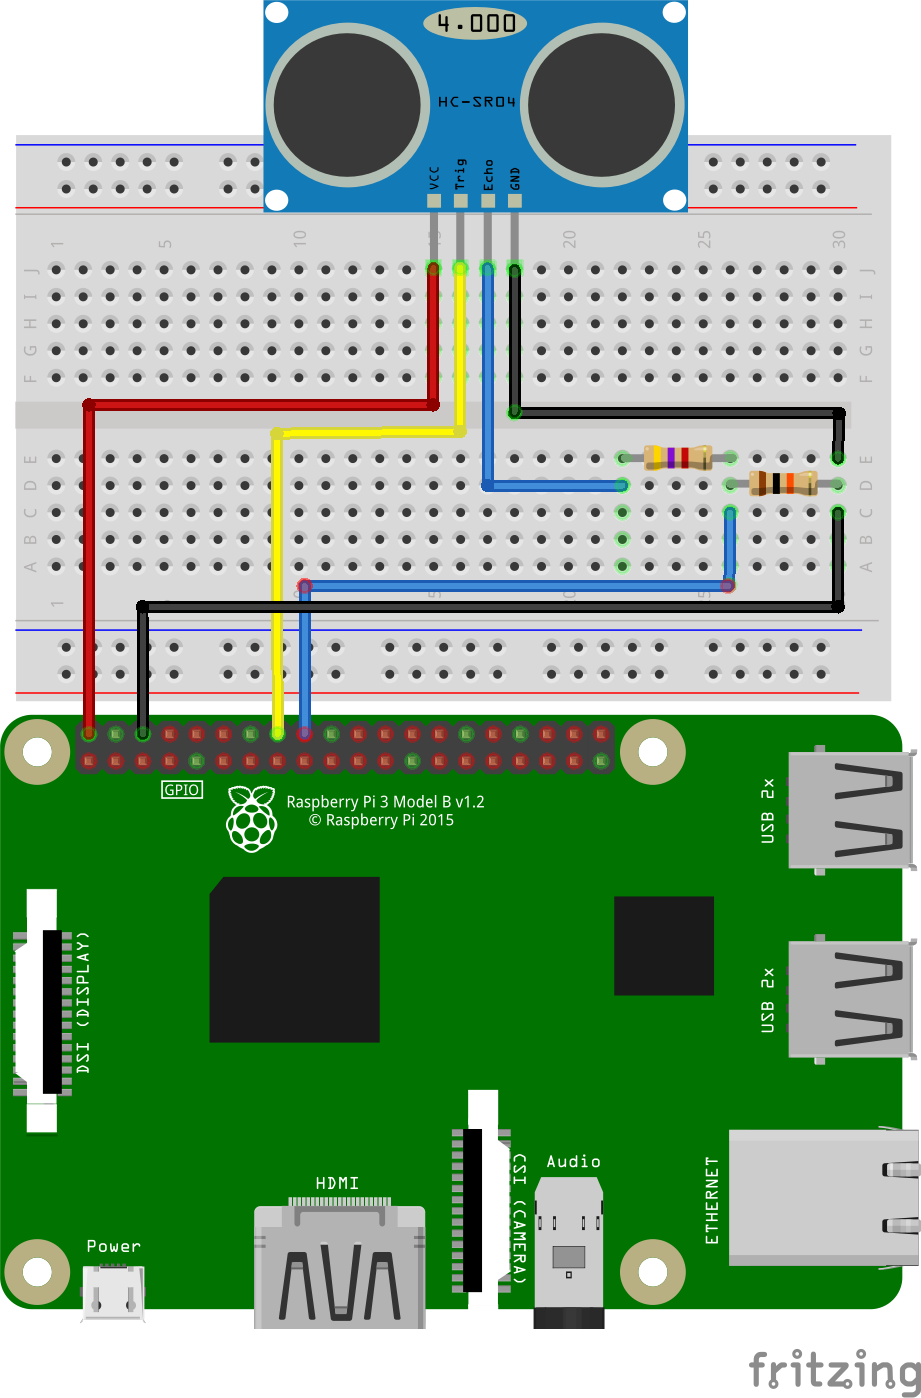 4.000
HC-SR04
VCC
Trig
Echo
GND
1
5
10
20
25
30
J
J
I
I
H
H
G
G
F
F
E
E
D
D
C
C
B
B
A
A
1
GPIO
Raspberry Pi 3 Model B v1.2
© Raspberry Pi 2015
USB 2x
DSI (DISPLAY)
USB 2x
HDMI
CSI (CAMERA)
Audio
ETHERNET
Power
fritzing